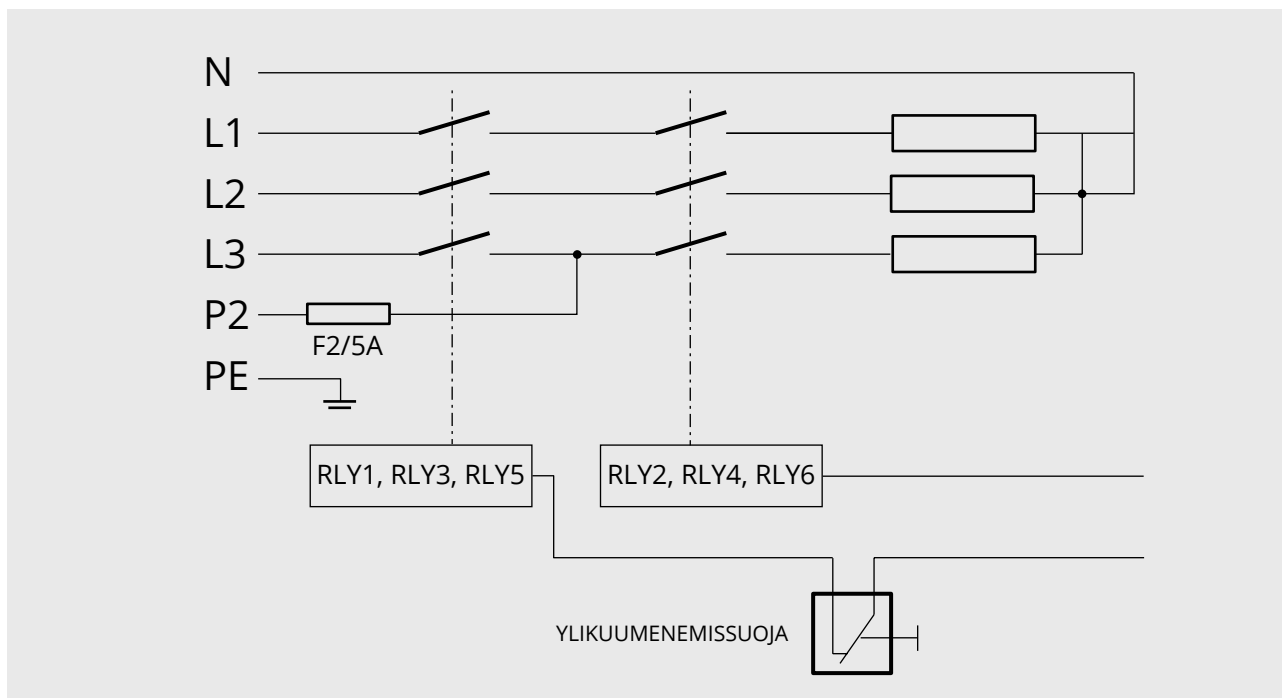 N
L1
L2
L3
P2
F2/5A
PE
RLY1, RLY3, RLY5
RLY2, RLY4, RLY6
YLIKUUMENEMISSUOJA